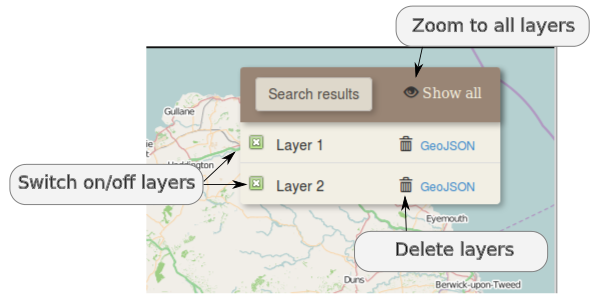 Zoom to all layers
Gullane
Search results
Show all
Layer 1
GeoJSON
Switch on/off layers
Layer 2
GeoJSON
Eyemouth
Delete layers
Duns
Berwick-upon-Tweed